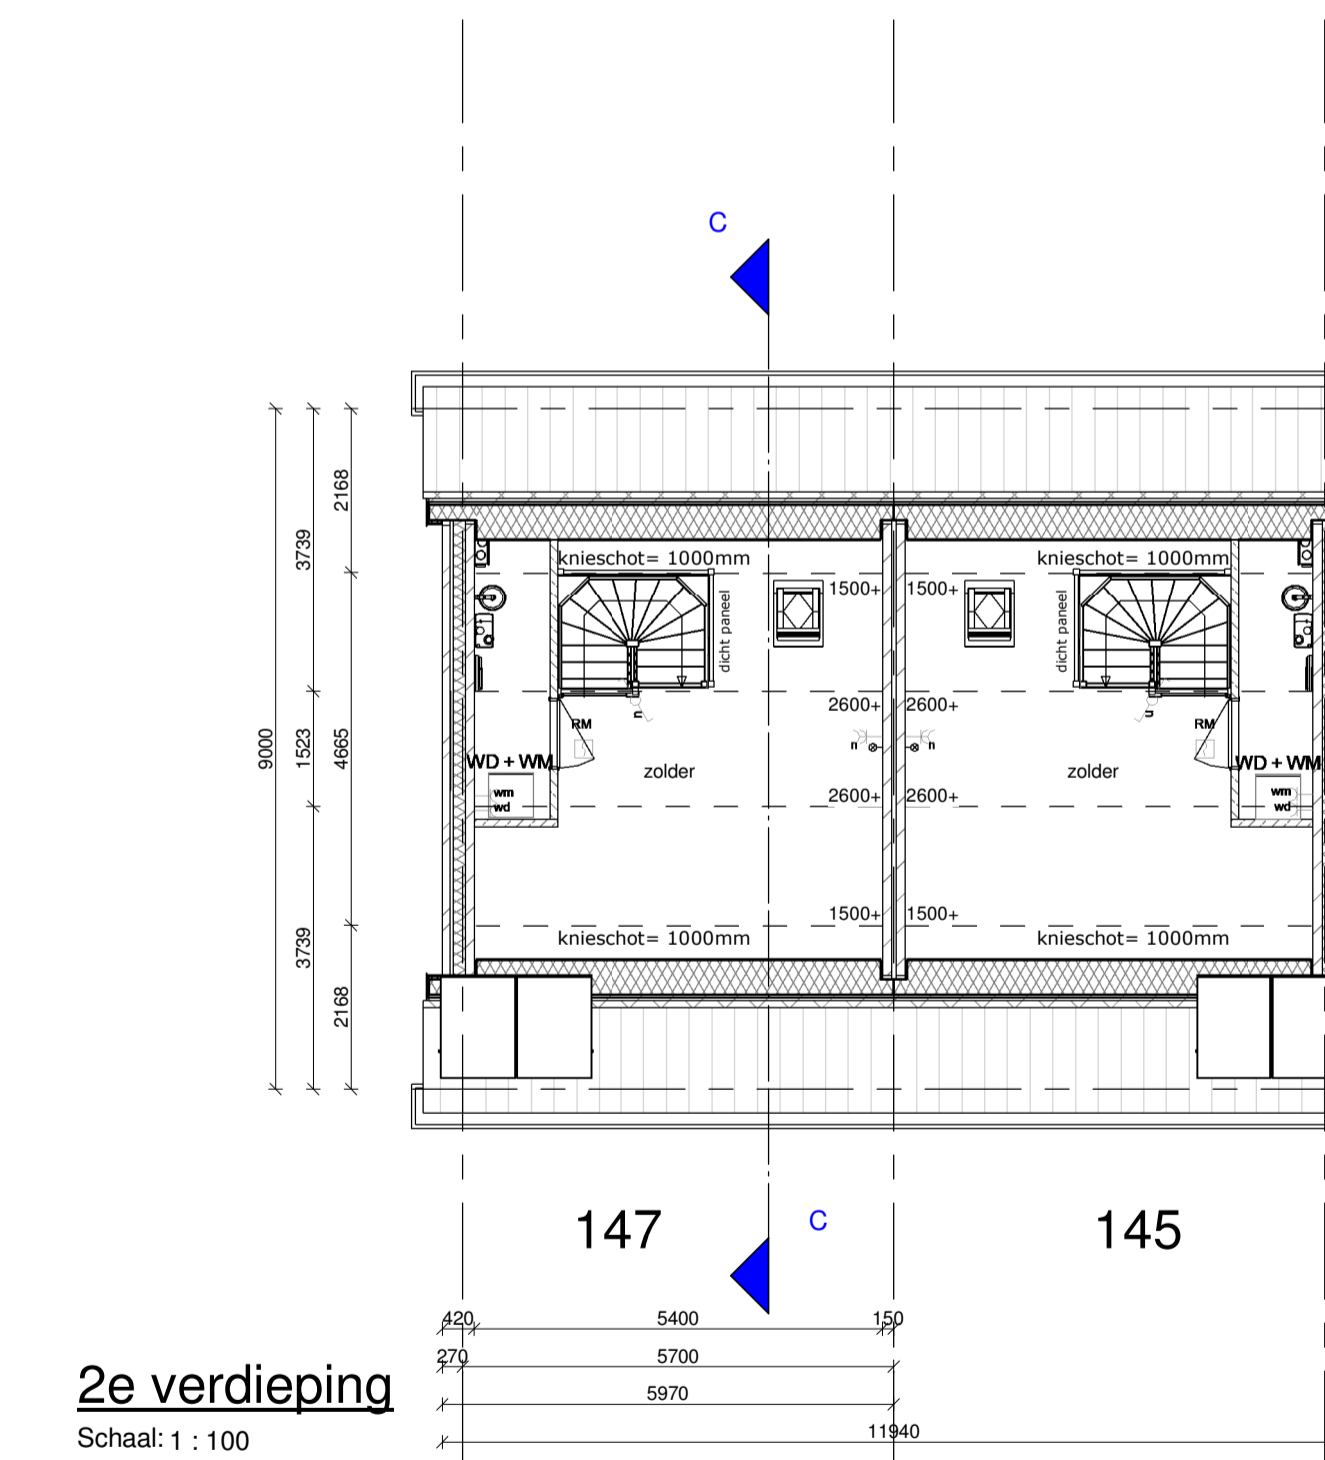 C
2168
3739
knieschot= 1000mm
knieschot= 1000mm
1500+ 1500+
dicht paneel
dicht paneel
2600+ 2600+
RM
RM
9000
1523
4665
WD + WM
zolder
zolder
WD + WM
wm
wd
wm
wd
2600+ 2600+
1500+ 1500+
knieschot= 1000mm
knieschot= 1000mm
3739
2168
147
145
C
420 5400 150
270 5700
5970
11940
2e verdieping
Schaal: 1 : 100